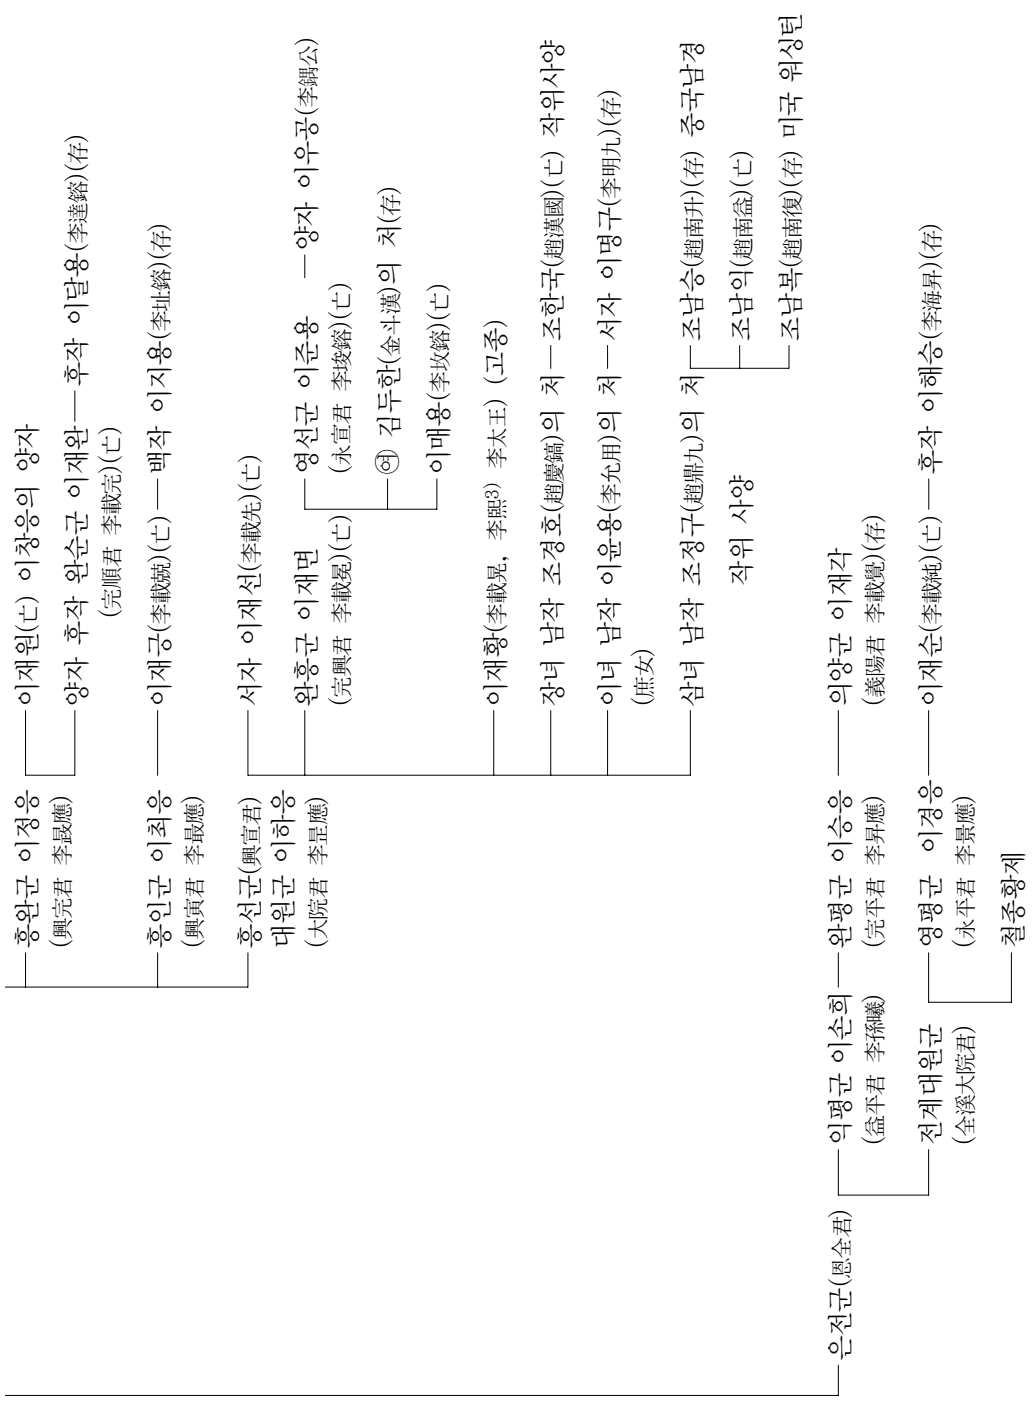 흥완군 이정응
(興完君 李晸應)
이재원(亡) 이창응의 양자
양자 후작 완순군 이재완 — 후작 이달용(李達鎔)(存)
(完順君 李載完)(亡)
흥인군 이최응
(興寅君 李最應)
이재긍(李載兢)(亡) — 백작 이지용(李址鎔)(存)
흥선군(興宣君)
대원군 이하응
(大院君 李昰應)
서자 이재선(李載先)(亡)
완흥군 이재면
(完興君 李載冕)(亡)
영선군 이준용 — 양자 이우공(李鍝公)
(永宣君 李埈鎔)(亡)
㊛ 김두한(金斗漢)의 처(存)
이매용(李玫鎔)(亡)
이재황(李載晃, 李熙3) 李太王) (고종)
장녀 남작 조경호(趙慶鎬)의 처 — 조한국(趙漢國)(亡) 작위사양
이녀 남작 이윤용(李允用)의 처 — 서자 이명구(李明九)(存)
(庶女)
삼녀 남작 조정구(趙鼎九)의 처
작위 사양
조남승(趙南升)(存) 중국남경
조남익(趙南益)(亡)
조남복(趙南復)(存) 미국 워싱턴
은전군(恩全君)
익평군 이손희
(益平君 李孫曦)
완평군 이승응
(完平君 李昇應)
의양군 이재각
(義陽君 李載覺)(存)
전계대원군
(全溪大院君)
영평군 이경응
(永平君 李景應)
이재순(李載純)(亡) — 후작 이해승(李海昇)(存)
철종황제